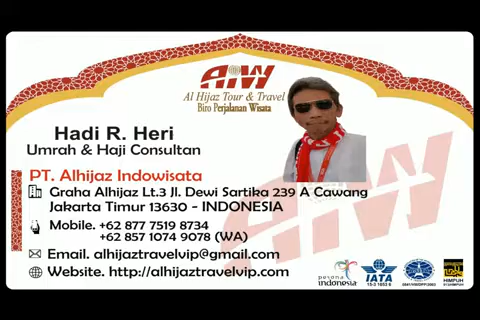 AIW
Al Hijaz Tour & Travel
Biro Perjalanan Wisata
Hadi R. Heri
Umrah & Haji Consultan
PT. Alhijaz Indowisata
Graha Alhijaz Lt.3 Jl. Dewi Sartika 239 A Cawang
Jakarta Timur 13630 - INDONESIA
Mobile. +62 877 7519 8734
+62 857 1074 9078 (WA)
Email. alhijaztravelvip@gmail.com
Website. http://alhijaztravelvip.com
pesona
indonesia
IATA
HIMPUH